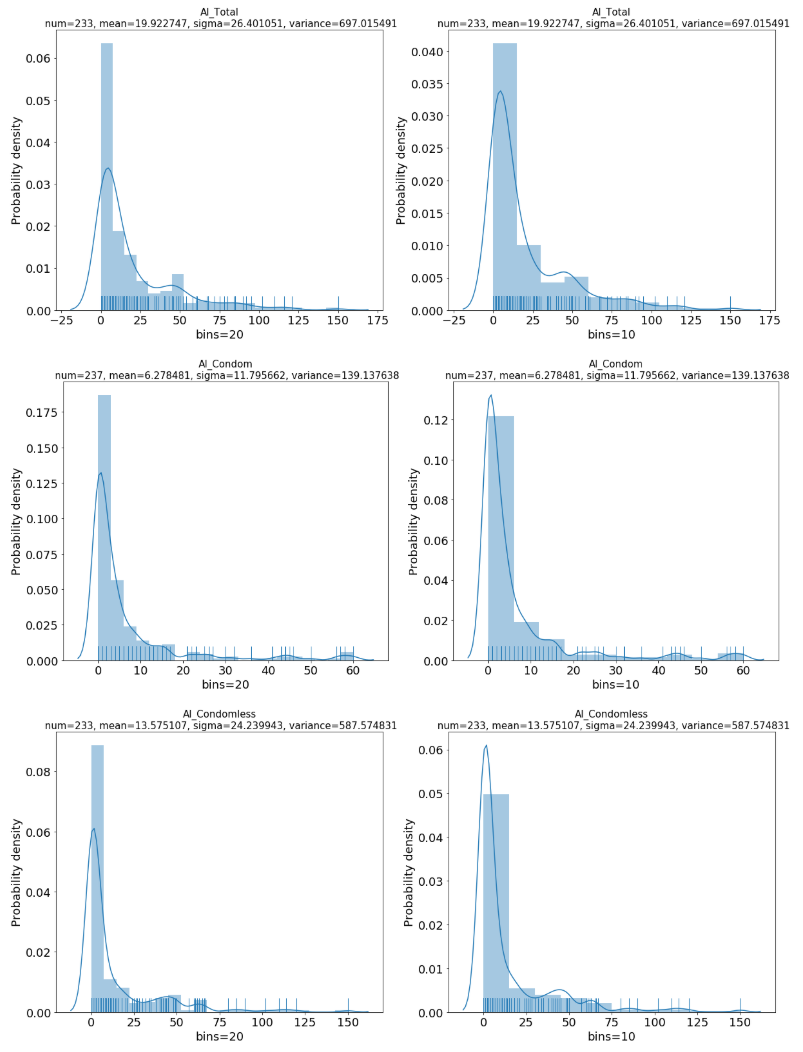 AI_Total
num=233, mean=19.922747, sigma=26.401051, variance=697.015491
Probability density
0.06
0.05
0.04
0.03
0.02
0.01
0.00
−25 0 25 50 75 100 125 150 175
bins=20
AI_Total
num=233, mean=19.922747, sigma=26.401051, variance=697.015491
Probability density
0.040
0.035
0.030
0.025
0.020
0.015
0.010
0.005
0.000
−25 0 25 50 75 100 125 150 175
bins=10
AI_Condom
num=237, mean=6.278481, sigma=11.795662, variance=139.137638
Probability density
0.175
0.150
0.125
0.100
0.075
0.050
0.025
0.000
0 10 20 30 40 50 60
bins=20
AI_Condom
num=237, mean=6.278481, sigma=11.795662, variance=139.137638
Probability density
0.12
0.10
0.08
0.06
0.04
0.02
0.00
0 10 20 30 40 50 60
bins=10
AI_Condomless
num=233, mean=13.575107, sigma=24.239943, variance=587.574831
Probability density
0.08
0.06
0.04
0.02
0.00
0 25 50 75 100 125 150
bins=20
AI_Condomless
num=233, mean=13.575107, sigma=24.239943, variance=587.574831
Probability density
0.06
0.05
0.04
0.03
0.02
0.01
0.00
0 25 50 75 100 125 150
bins=10